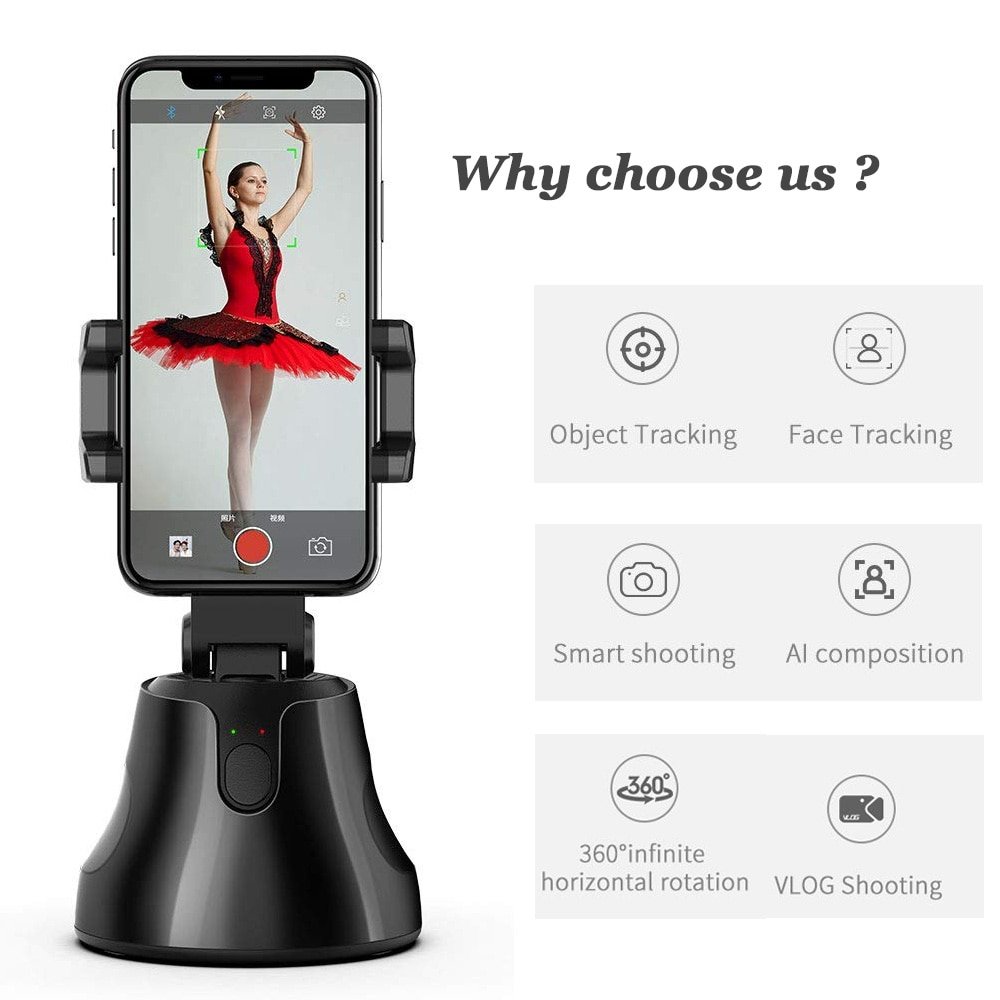 Why choose us ?
Object Tracking
Face Tracking
照片 视频
Smart shooting
AI composition
360°
360°infinite
horizontal rotation
VLOG
VLOG Shooting